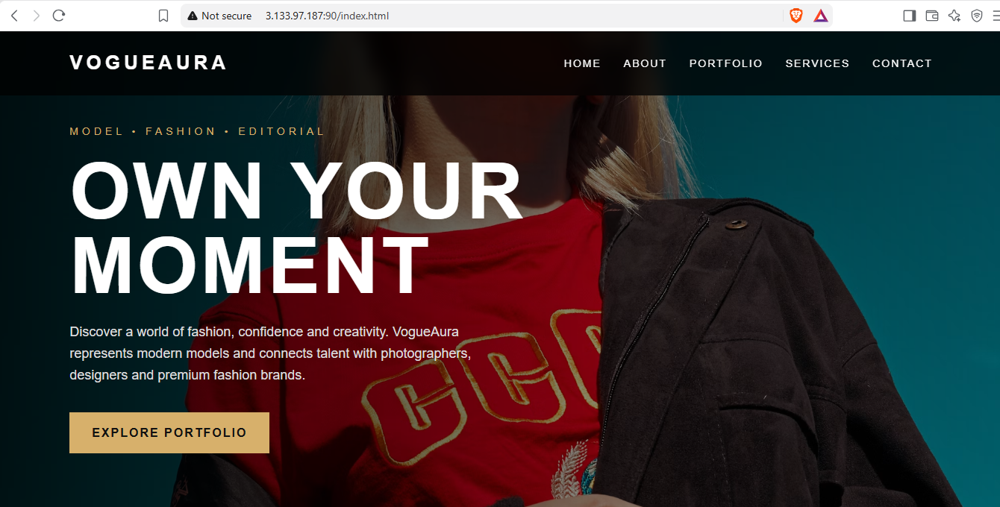 Not secure 3.133.97.187:90/index.html
VOGUEAURA
HOME ABOUT PORTFOLIO SERVICES CONTACT
MODEL • FASHION • EDITORIAL
OWN YOUR
MOMENT
Discover a world of fashion, confidence and creativity. VogueAura
represents modern models and connects talent with photographers,
designers and premium fashion brands.
CCC
EXPLORE PORTFOLIO